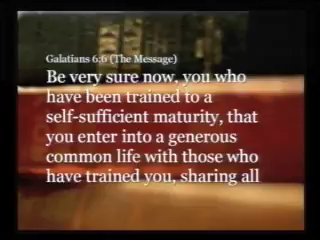 Galatians 6:6 (The Message)
Be very sure now, you who
have been trained to a
self-sufficient maturity, that
you enter into a generous
common life with those who
have trained you, sharing all